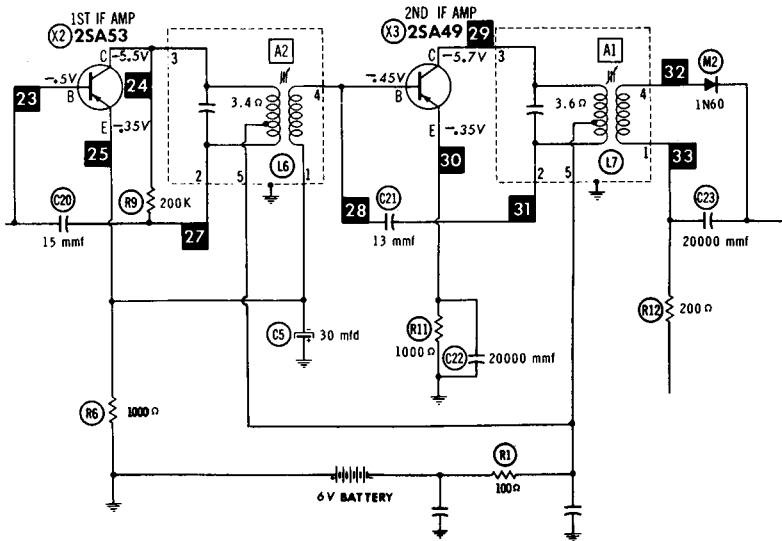 1ST IF AMP
X2 2SA53
C -5.5V
24
3
A2
-.5V
23
B
3.4Ω
4
E -.35V
25
L6
2 5 1
C20
15 mmf
R9
200K
27
2ND IF AMP
X3 2SA49 29
C -5.7V 3
-.45V
B
E -.35V
30
28
C21
13 mmf
31
A1
3.6Ω
4
32
M2
1N60
L7
1
33
2 5
C23
20000 mmf
C5 30 mfd
R11
1000Ω
C22 20000 mmf
R12 200Ω
R6 1000Ω
6V BATTERY
R1
100Ω